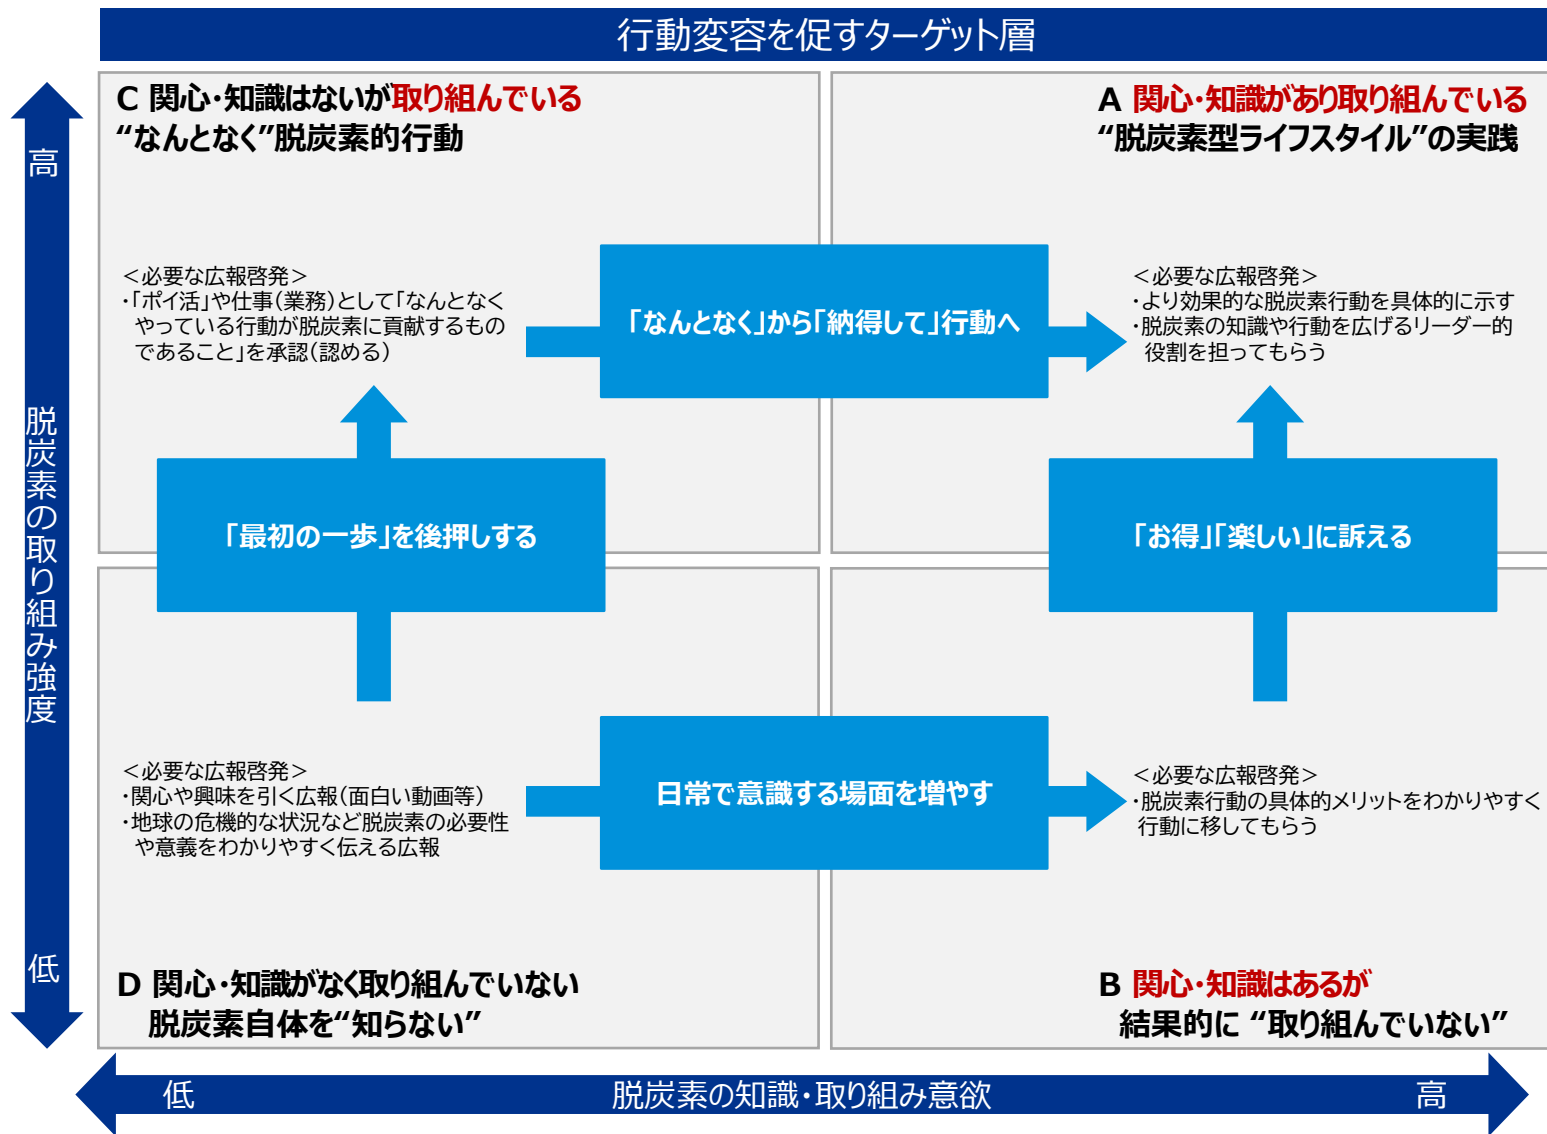 行動変容を促すターゲット層
高
脱炭素の取り組み強度
低
C 関心・知識はないが取り組んでいる
“なんとなく”脱炭素的行動
＜必要な広報啓発＞
・「ポイ活」や仕事（業務）として「なんとなく
やっている行動が脱炭素に貢献するもの
であること」を承認（認める）
A 関心・知識があり取り組んでいる
“脱炭素型ライフスタイル”の実践
＜必要な広報啓発＞
・より効果的な脱炭素行動を具体的に示す
・脱炭素の知識や行動を広げるリーダー的
役割を担ってもらう
「なんとなく」から「納得して」行動へ
「最初の一歩」を後押しする
「お得」「楽しい」に訴える
＜必要な広報啓発＞
・関心や興味を引く広報（面白い動画等）
・地球の危機的な状況など脱炭素の必要性
や意義をわかりやすく伝える広報
D 関心・知識がなく取り組んでいない
脱炭素自体を“知らない”
日常で意識する場面を増やす
＜必要な広報啓発＞
・脱炭素行動の具体的メリットをわかりやすく
行動に移してもらう
B 関心・知識はあるが
結果的に “取り組んでいない”
低
脱炭素の知識・取り組み意欲
高